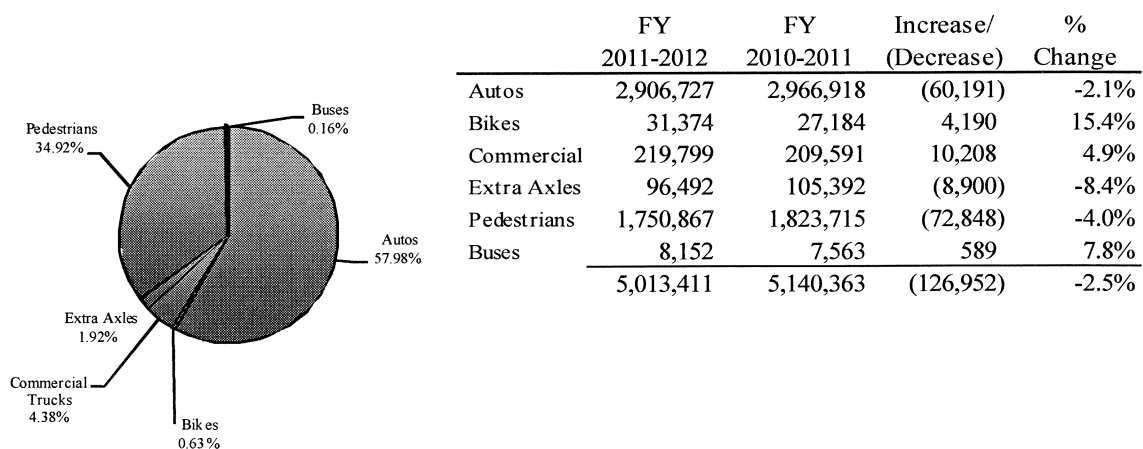 Buses
0.16%
Pedestrians
34.92%
Autos
57.98%
Extra Axles
1.92%
Commercial
Trucks
4.38%
Bikes
0.63%
FY FY Increase/ %
2011-2012 2010-2011 (Decrease) Change
Autos 2,906,727 2,966,918 (60,191) -2.1%
Bikes 31,374 27,184 4,190 15.4%
Commercial 219,799 209,591 10,208 4.9%
Extra Axles 96,492 105,392 (8,900) -8.4%
Pedestrians 1,750,867 1,823,715 (72,848) -4.0%
Buses 8,152 7,563 589 7.8%
5,013,411 5,140,363 (126,952) -2.5%